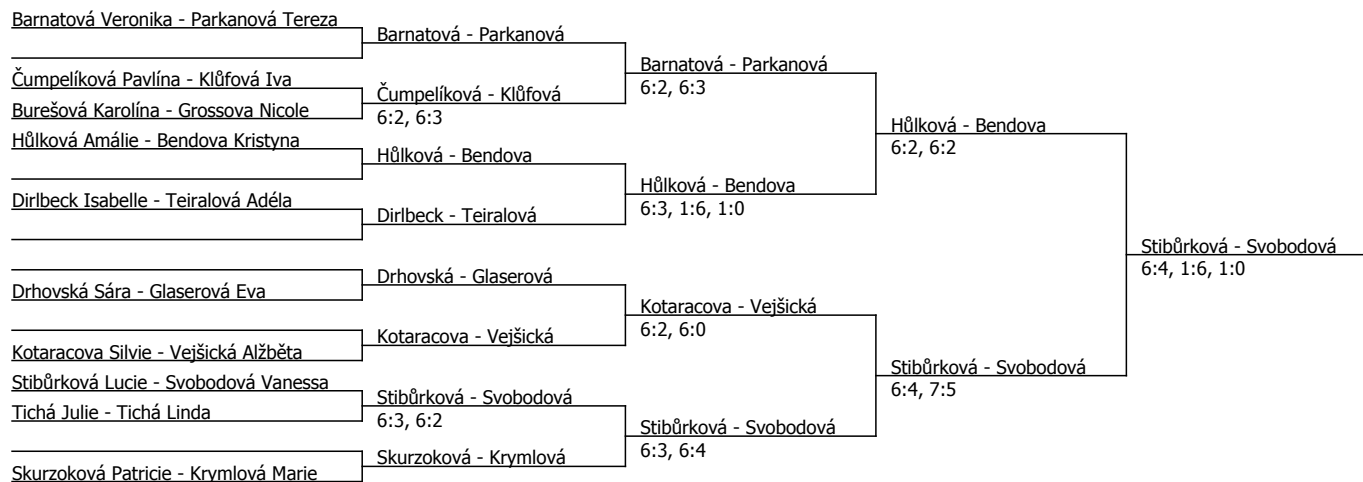 Barnatová Veronika - Parkanová Tereza
Čumpelíková Pavlína - Klůfová Iva
Burešová Karolína - Grossova Nicole
Hůlková Amálie - Bendova Kristyna
Dirlbeck Isabelle - Teiralová Adéla
Drhovská Sára - Glaserová Eva
Kotaracova Silvie - Vejšická Alžběta
Stibůrková Lucie - Svobodová Vanessa
Tichá Julie - Tichá Linda
Skurzoková Patricie - Krymlová Marie
Barnatová - Parkanová
Čumpelíková - Klůfová
6:2, 6:3
Hůlková - Bendova
Dirlbeck - Teiralová
Drhovská - Glaserová
Kotaracova - Vejšická
Stibůrková - Svobodová
6:3, 6:2
Skurzoková - Krymlová
Barnatová - Parkanová
6:2, 6:3
Hůlková - Bendova
6:3, 1:6, 1:0
Kotaracova - Vejšická
6:2, 6:0
Stibůrková - Svobodová
6:3, 6:4
Hůlková - Bendova
6:2, 6:2
Stibůrková - Svobodová
6:4, 7:5
Stibůrková - Svobodová
6:4, 1:6, 1:0